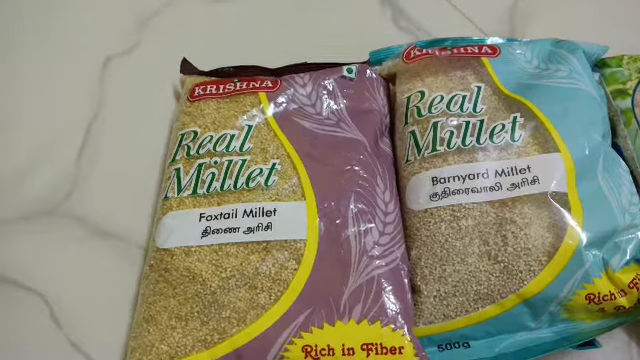 KRISHNA
Real
Millet
Foxtail Millet
திணை அரிசி
Rich in Fiber
KRISHNA
Real
Millet
Barnyard Millet
குதிரைவாலி அரிசி
500g
Rich in